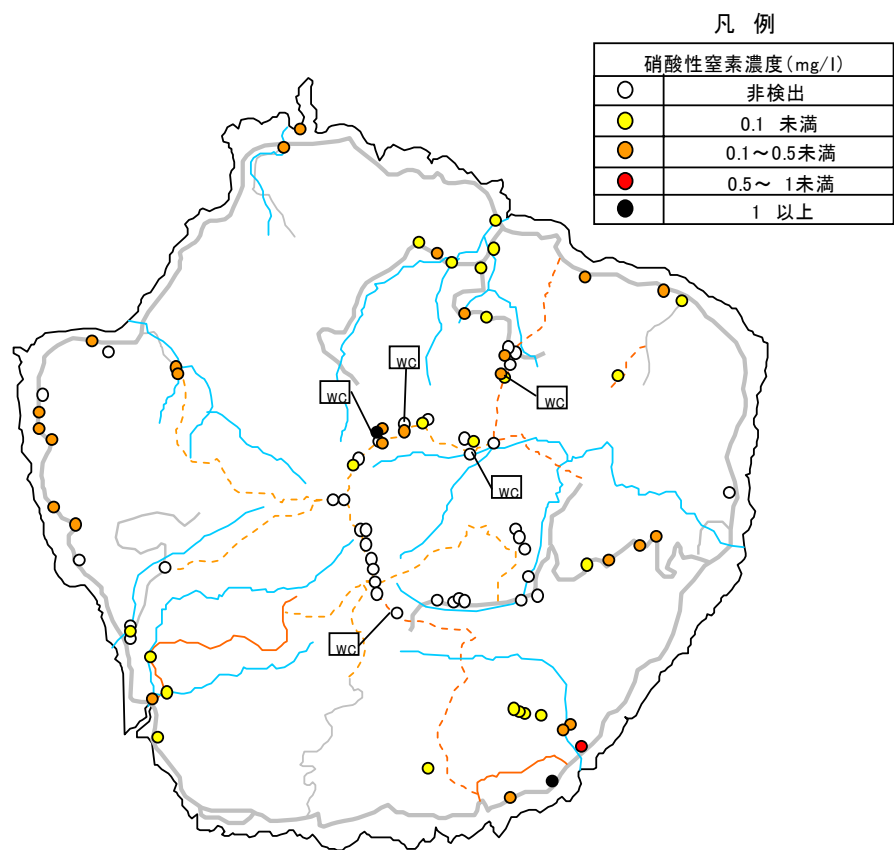 凡 例
硝酸性窒素濃度(mg/l)
非検出
0.1 未満
0.1～0.5未満
0.5～ 1未満
1 以上
WC
WC
WC
WC
WC